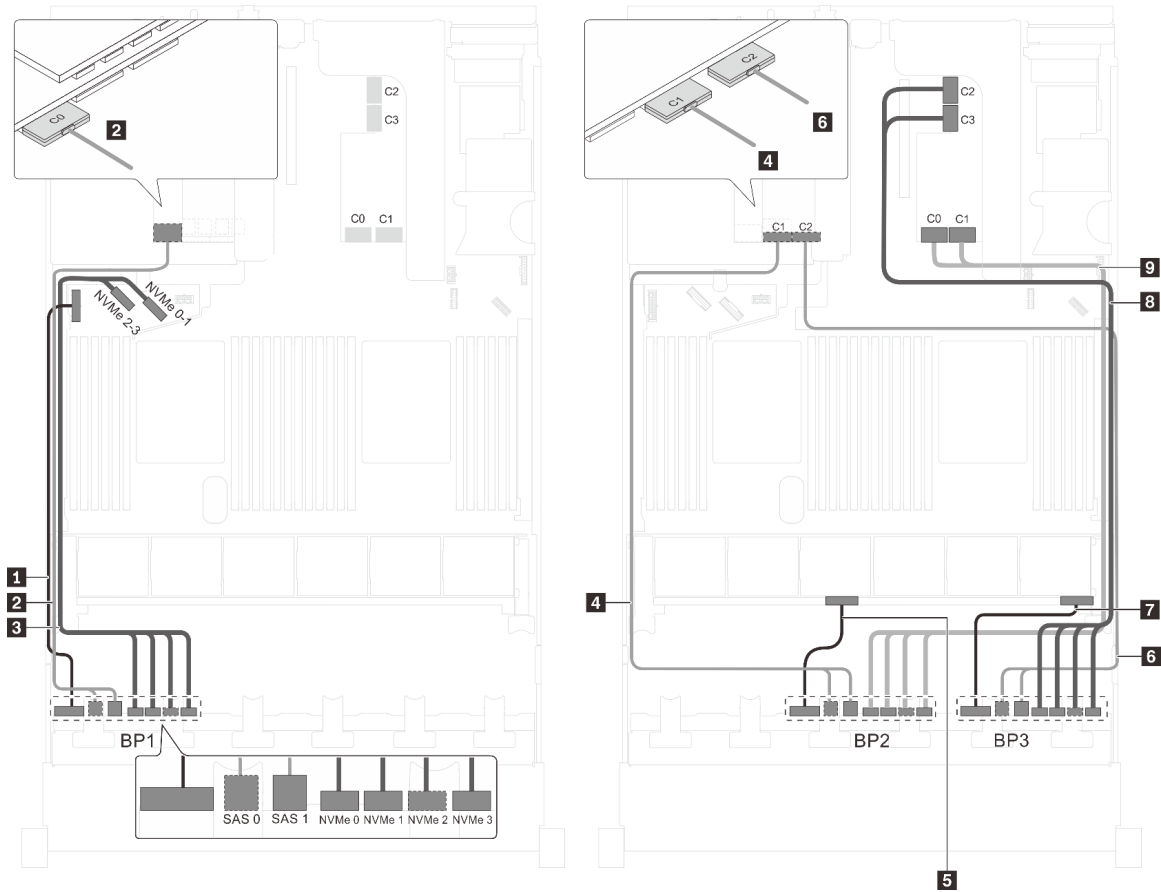 C0
2
C2
C3
C0 C1
NVMe 2-3
NVMe 0-1
1
2
3
BP1
SAS 0 SAS 1 NVMe 0 NVMe 1 NVMe 2 NVMe 3
C2
C1
6
4
C2
C3
C1 C2
C0 C1
9
8
4
7
6
BP2 BP3
5